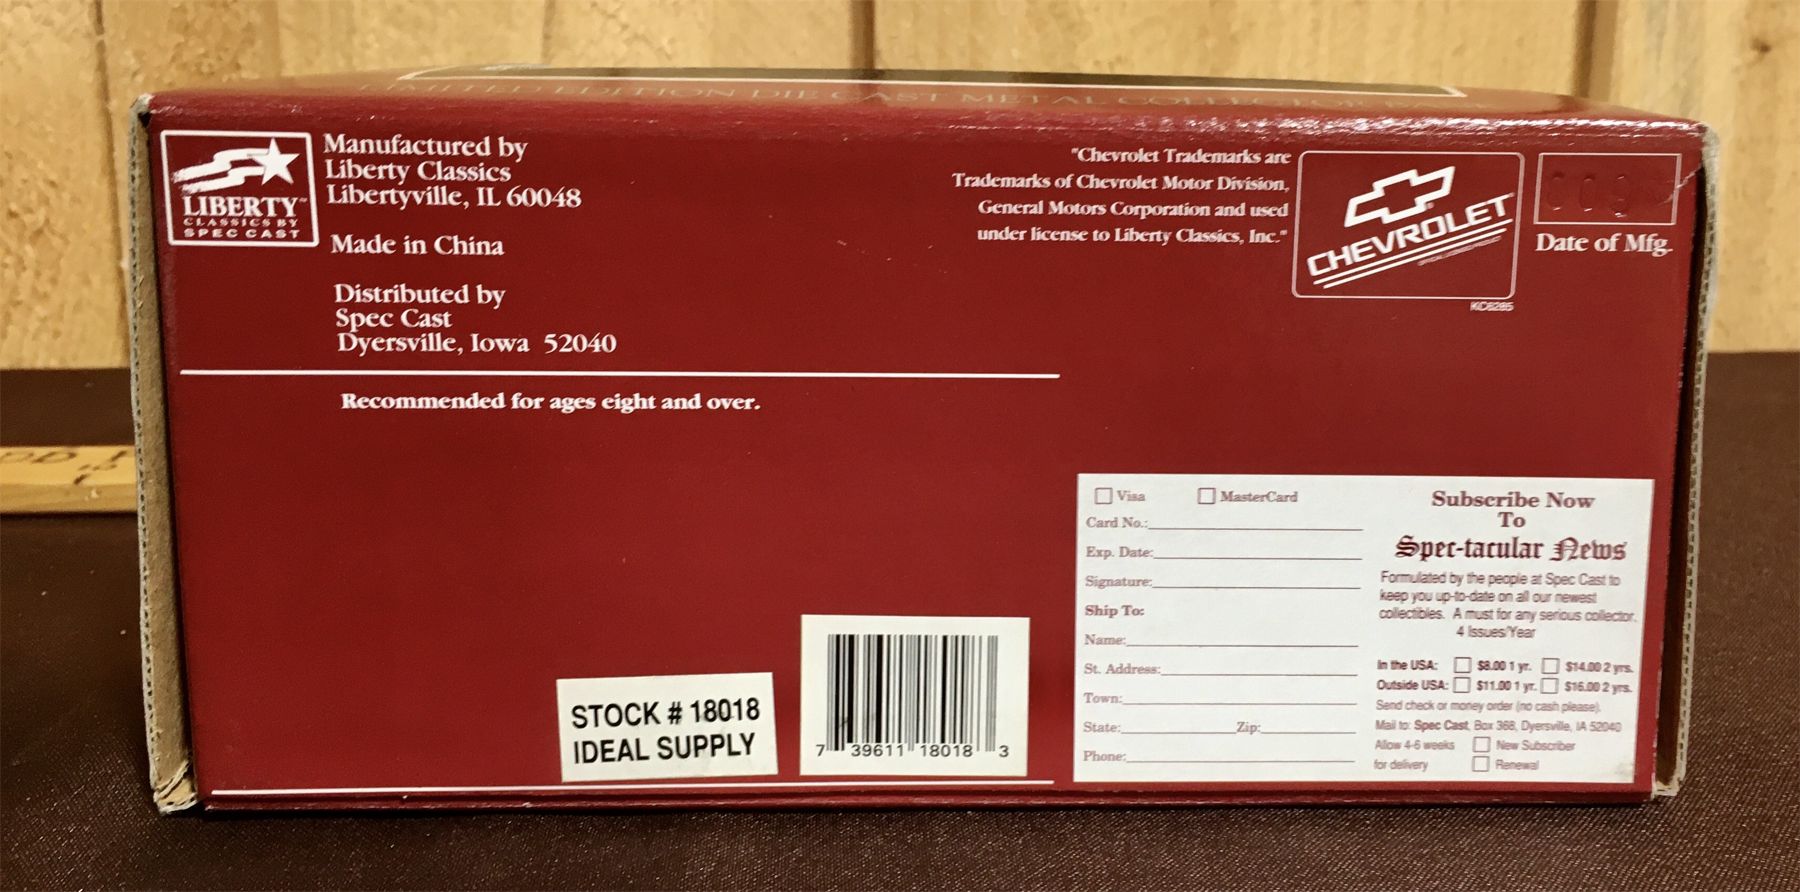 LIMITED EDITION DIE CAST METAL COLLECTOR BANK
LIBERTY™
CLASSICS BY
SPEC CAST
Manufactured by
Liberty Classics
Libertyville, IL 60048
Made in China
Distributed by
Spec Cast
Dyersville, Iowa 52040
Recommended for ages eight and over.
"Chevrolet Trademarks are
Trademarks of Chevrolet Motor Division,
General Motors Corporation and used
under license to Liberty Classics, Inc."
CHEVROLET
KC6285
Date of Mfg.
STOCK # 18018
IDEAL SUPPLY
7 39611 18018 3
Visa MasterCard
Card No.:
Exp. Date:
Signature:
Ship To:
Name:
St. Address:
Town:
State: Zip:
Phone:
Subscribe Now
To
Spec-tacular News
Formulated by the people at Spec Cast to
keep you up-to-date on all our newest
collectibles. A must for any serious collector.
4 Issues/Year
In the USA: $8.00 1 yr. $14.00 2 yrs.
Outside USA: $11.00 1 yr. $16.00 2 yrs.
Send check or money order (no cash please).
Mail to: Spec Cast, Box 368, Dyersville, IA 52040
Allow 4-6 weeks New Subscriber
for delivery Renewal